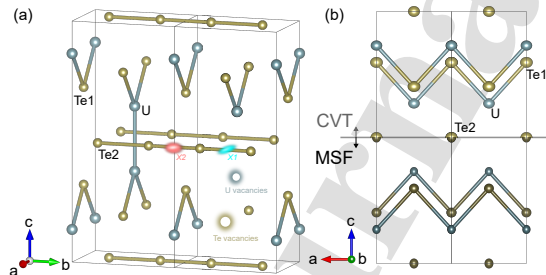 (a)
Te1
U
Te2
X2
X1
U vacancies
Te vacancies
c
a
b
(b)
Te1
U
CVT
Te2
MSF
c
a
b